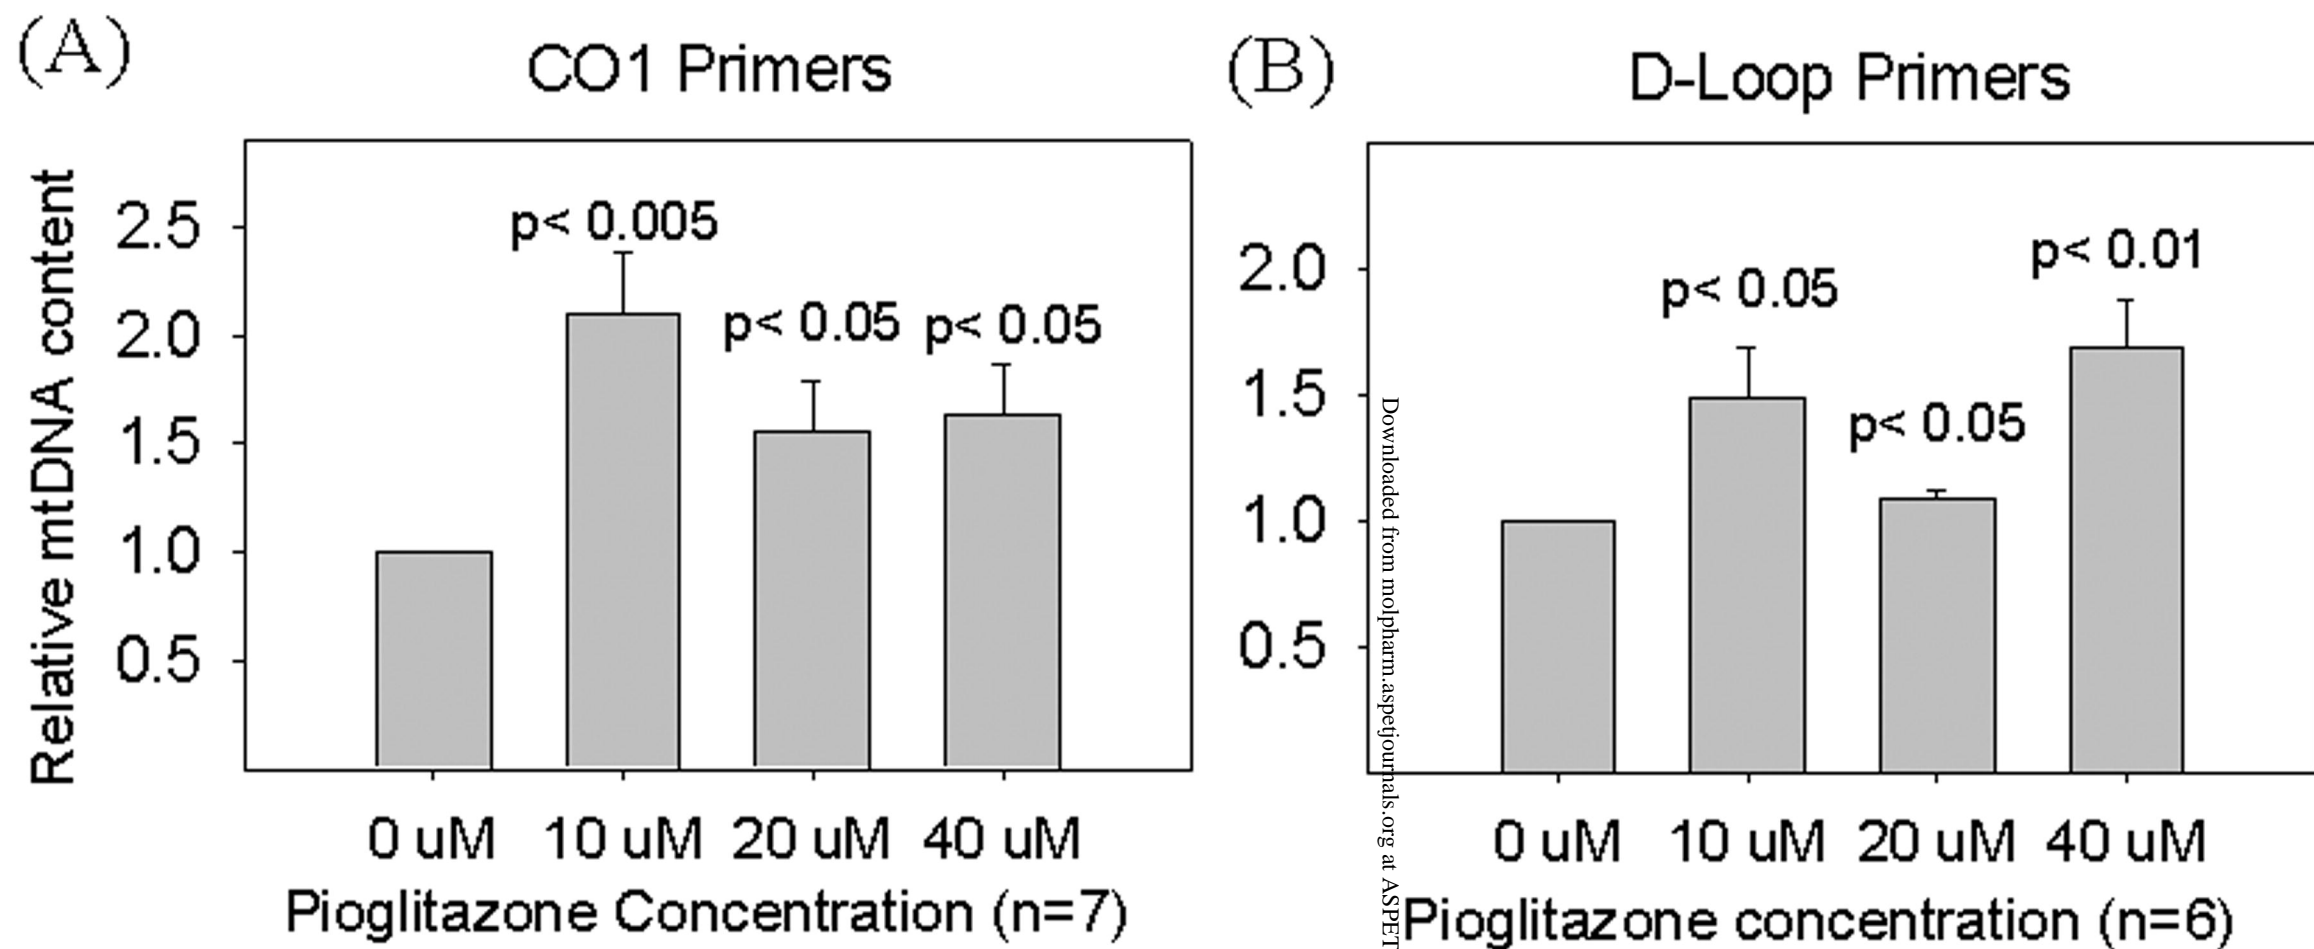 (A)
CO1 Primers
Relative mtDNA content
2.5
2.0
1.5
1.0
0.5
p< 0.005
p< 0.05
p< 0.05
0 uM 10 uM 20 uM 40 uM
Pioglitazone Concentration (n=7)
(B)
D-Loop Primers
2.0
1.5
1.0
0.5
p< 0.05
p< 0.05
p< 0.01
0 uM 10 uM 20 uM 40 uM
Pioglitazone concentration (n=6)
Downloaded from molpharm.aspetjournals.org at ASPET